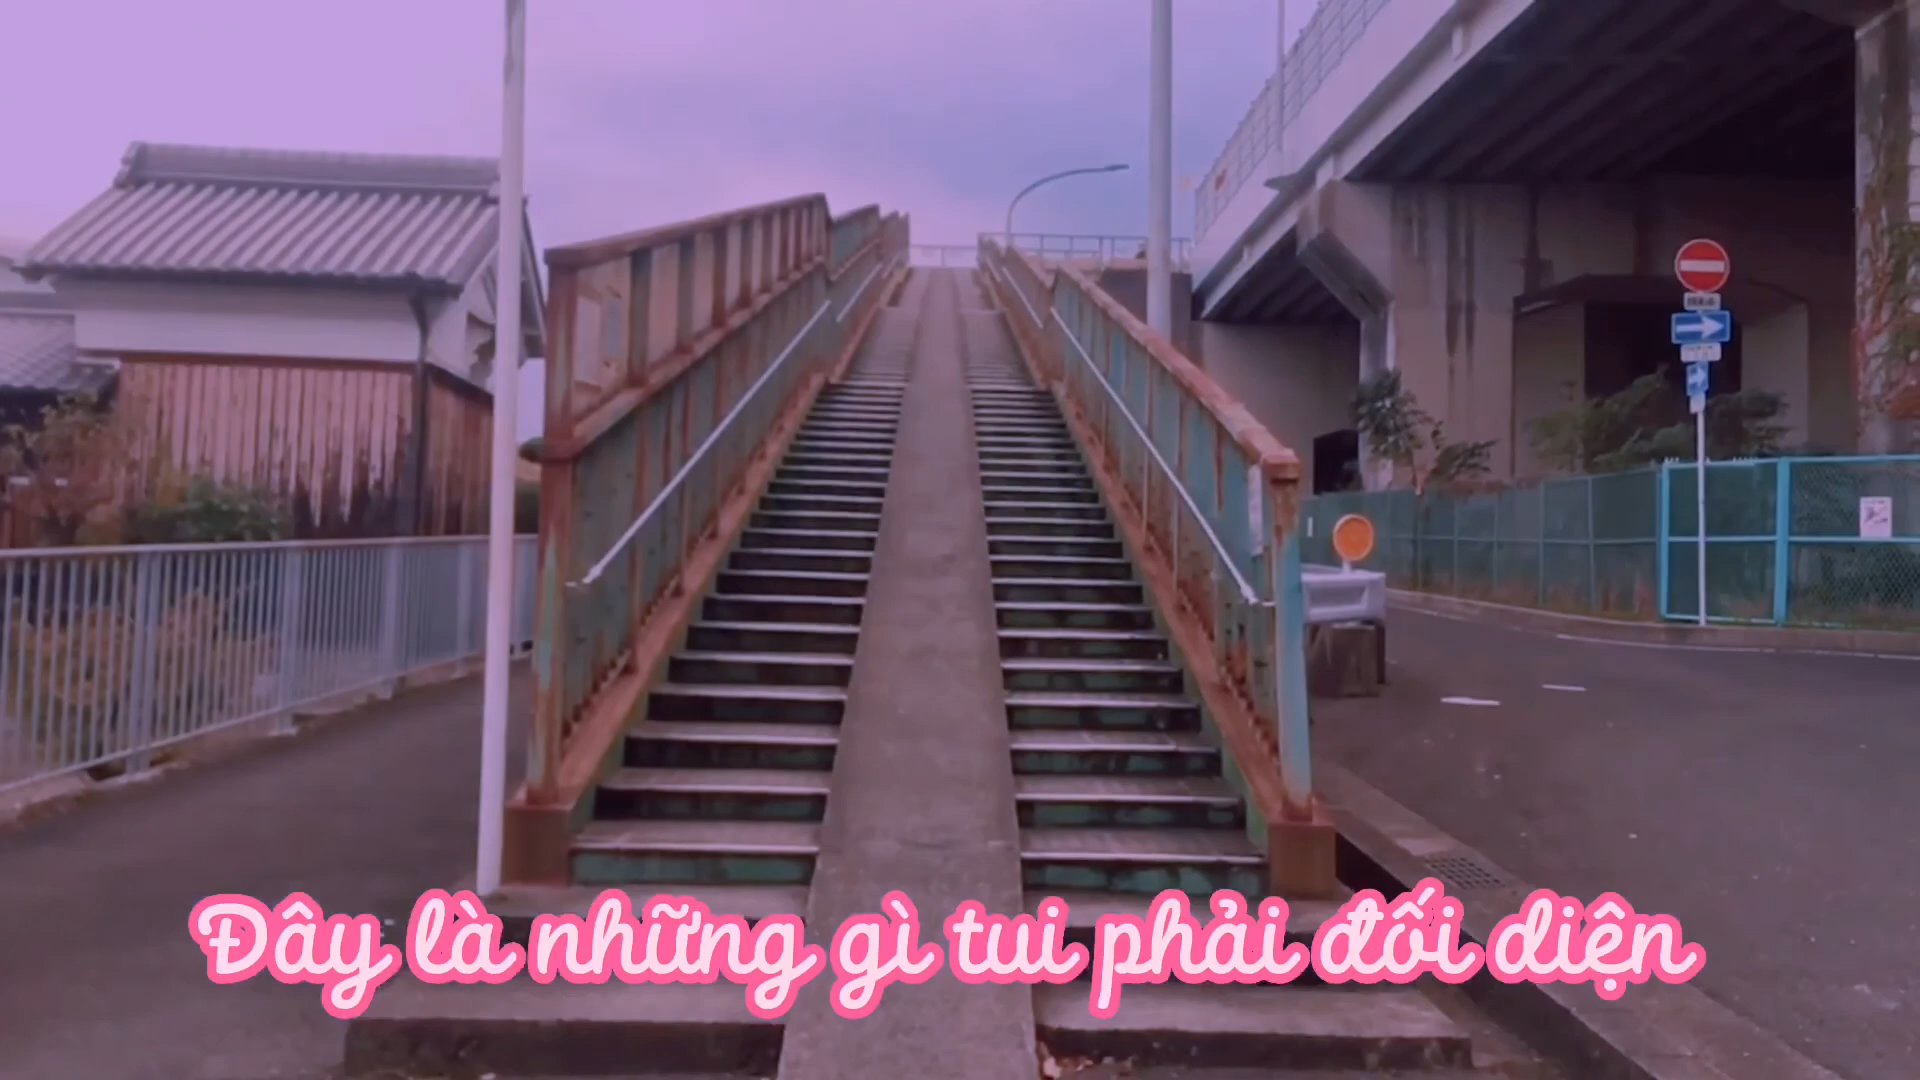 Đây là những gì tui phải đối diện